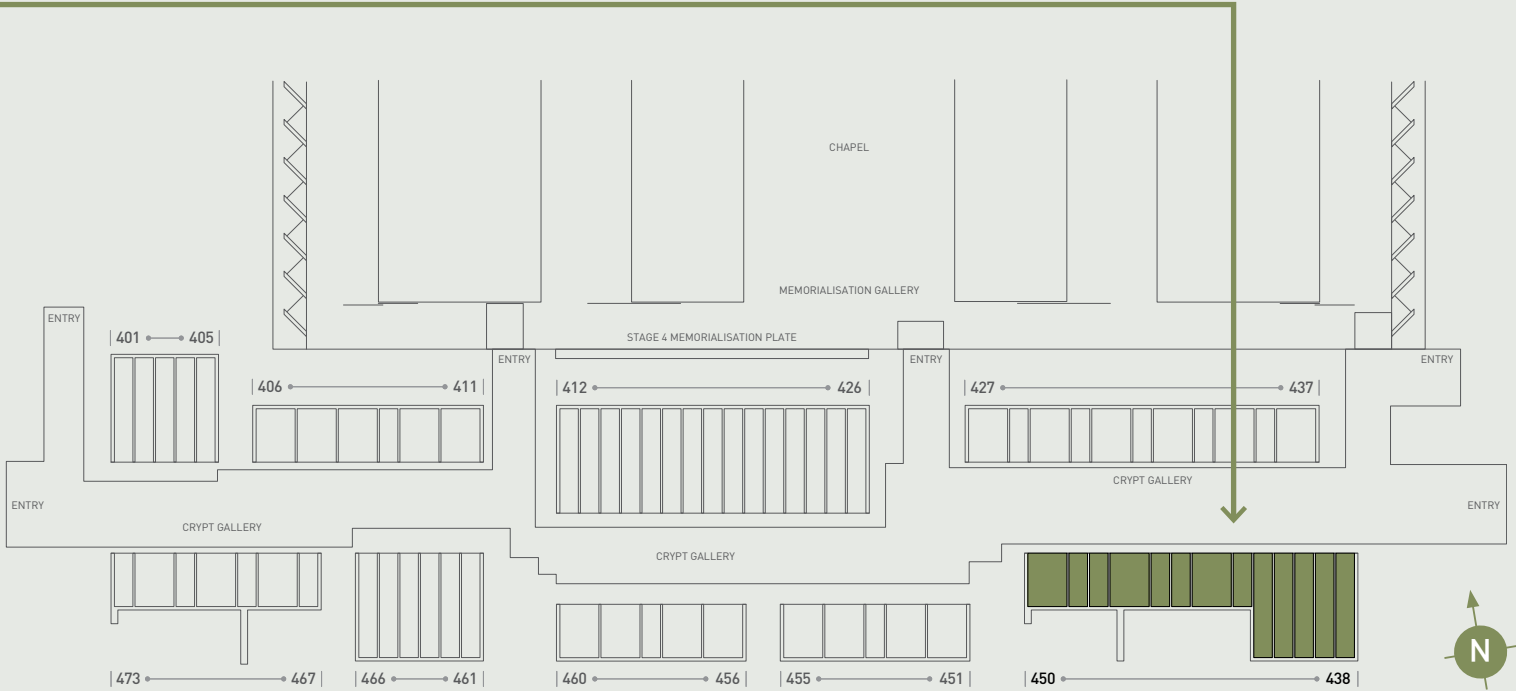 CHAPEL
MEMORIALISATION GALLERY
ENTRY
401 405
STAGE 4 MEMORIALISATION PLATE
ENTRY
ENTRY
ENTRY
406 411
412 426
427 437
CRYPT GALLERY
ENTRY
ENTRY
CRYPT GALLERY
CRYPT GALLERY
N
473 467
466 461
460 456
455 451
450 438